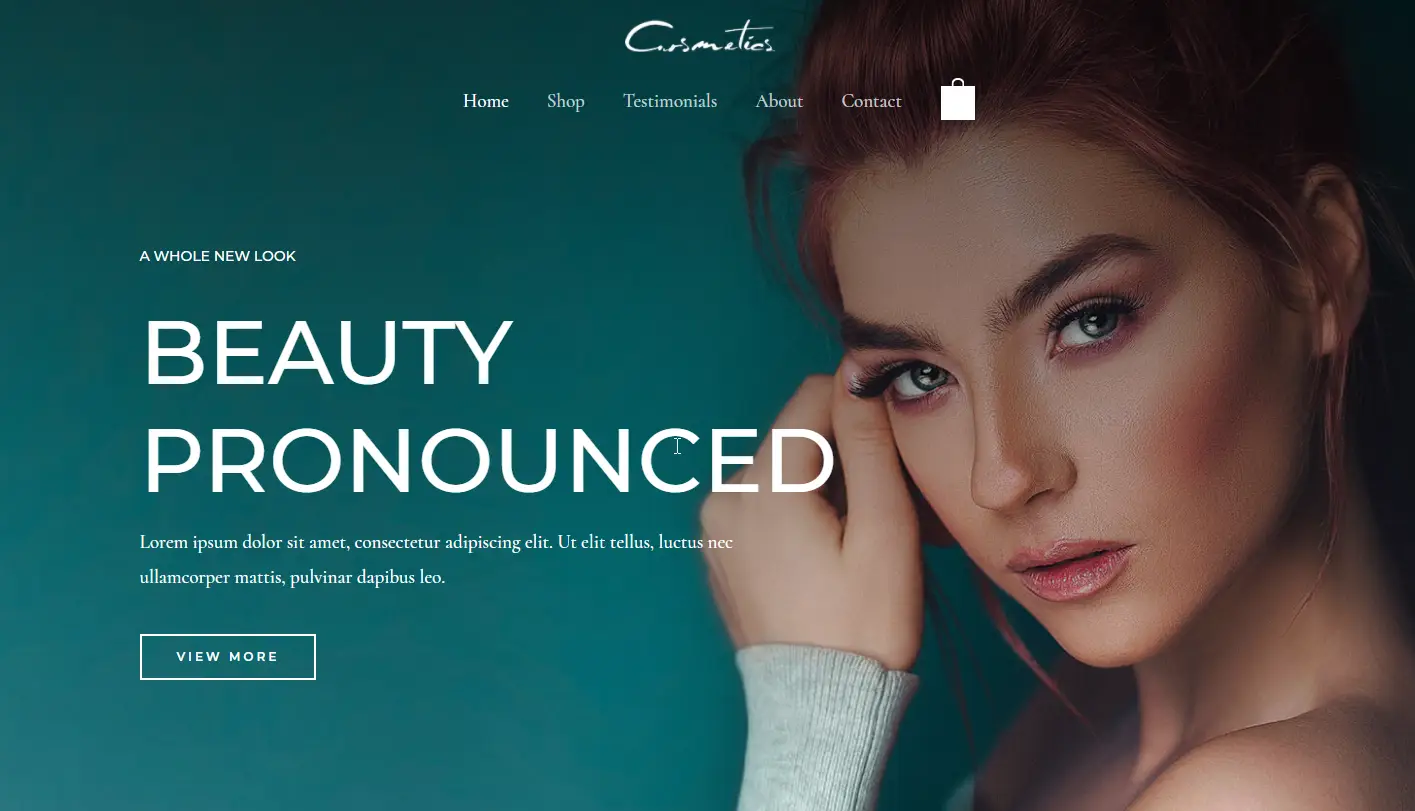 Cosmetics
Home Shop Testimonials About Contact
A WHOLE NEW LOOK
BEAUTY
PRONOUNCED
Lorem ipsum dolor sit amet, consectetur adipiscing elit. Ut elit tellus, luctus nec
ullamcorper mattis, pulvinar dapibus leo.
VIEW MORE